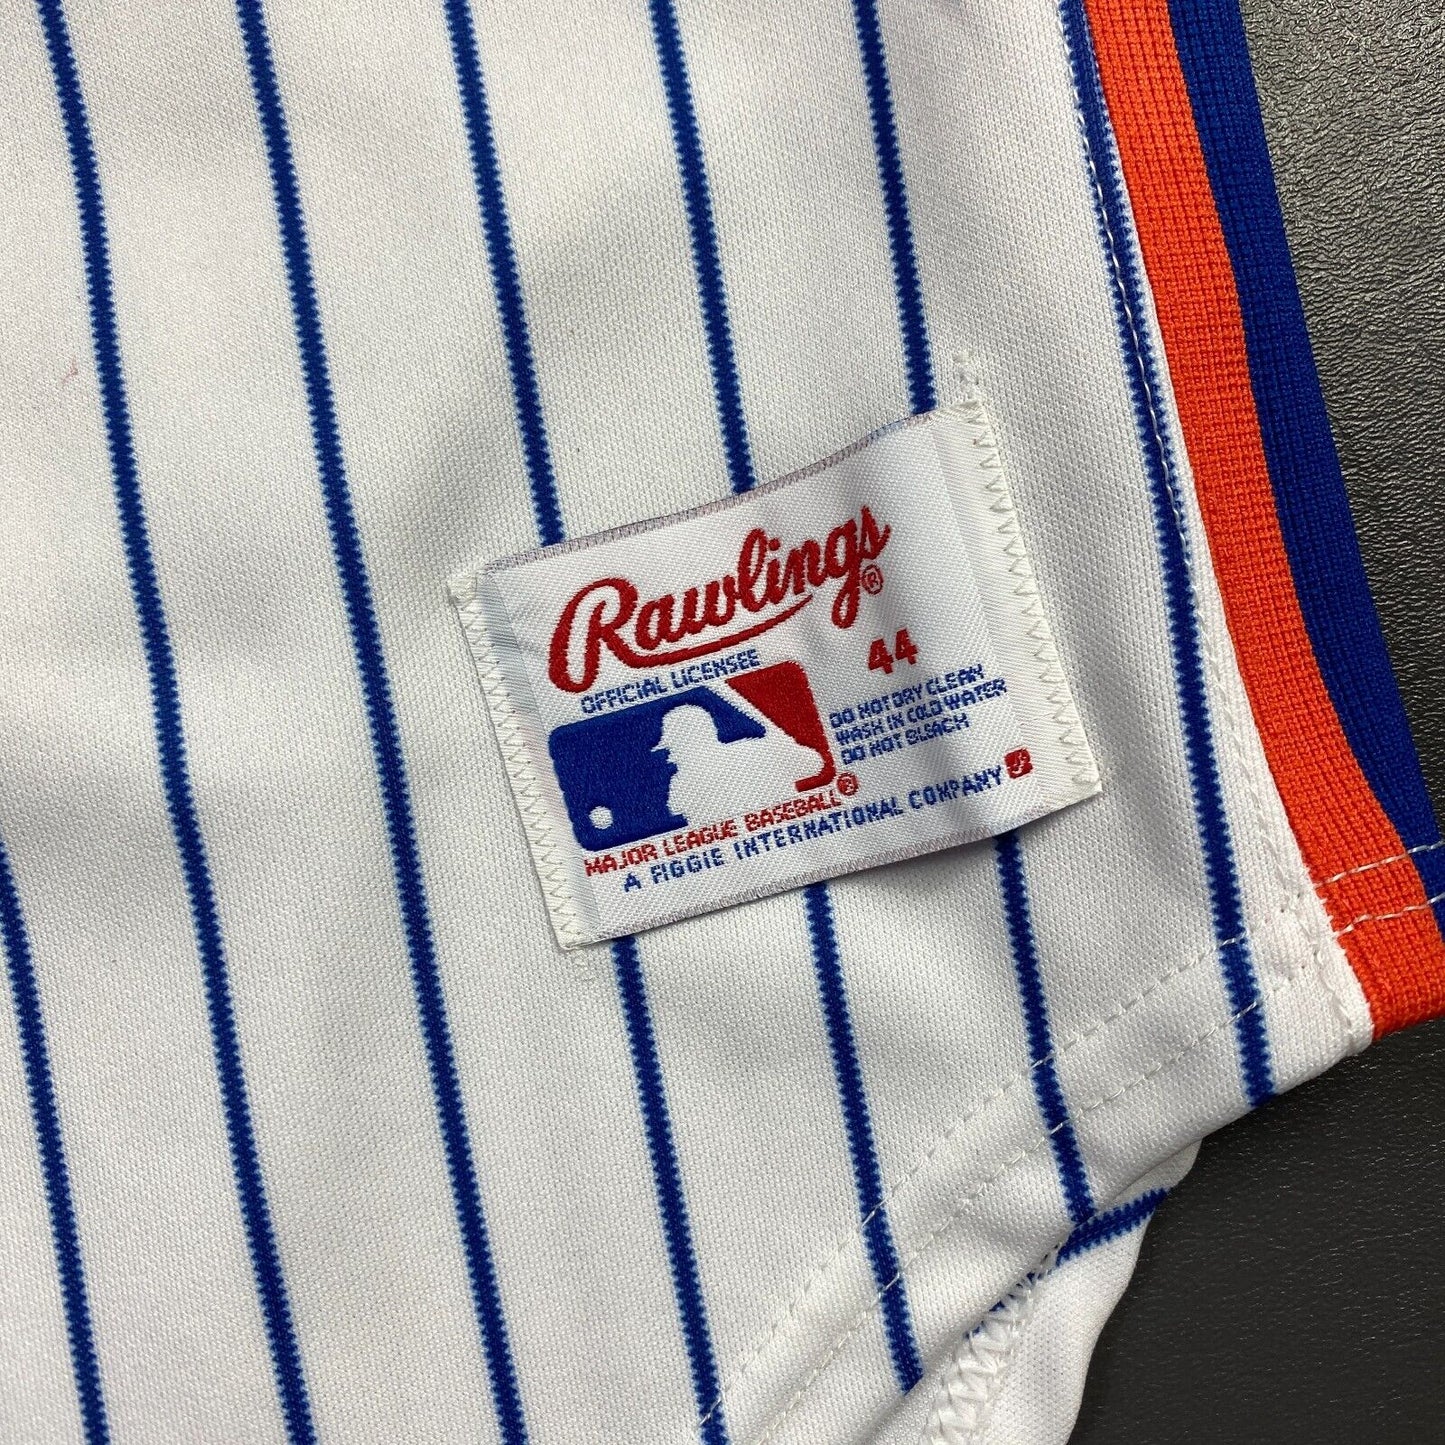 Rawlings®
44
OFFICIAL LICENSEE
DO NOT DRY CLEAN
WASH IN COLD WATER
DO NOT BLEACH
MAJOR LEAGUE BASEBALL®
A FIGGIE INTERNATIONAL COMPANY